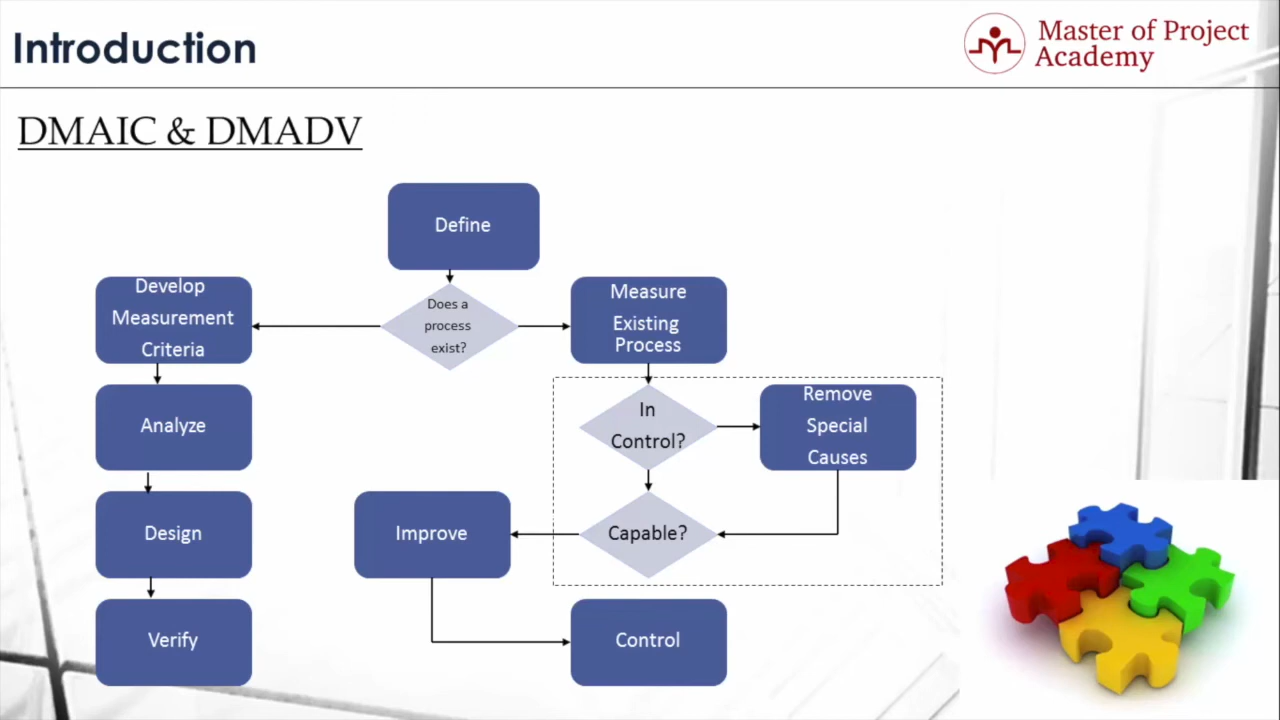 Introduction
Master of Project
Academy
DMAIC & DMADV
Define
Does a
process
exist?
Develop
Measurement
Criteria
Measure
Existing
Process
In
Control?
Remove
Special
Causes
Analyze
Design
Improve
Capable?
Verify
Control